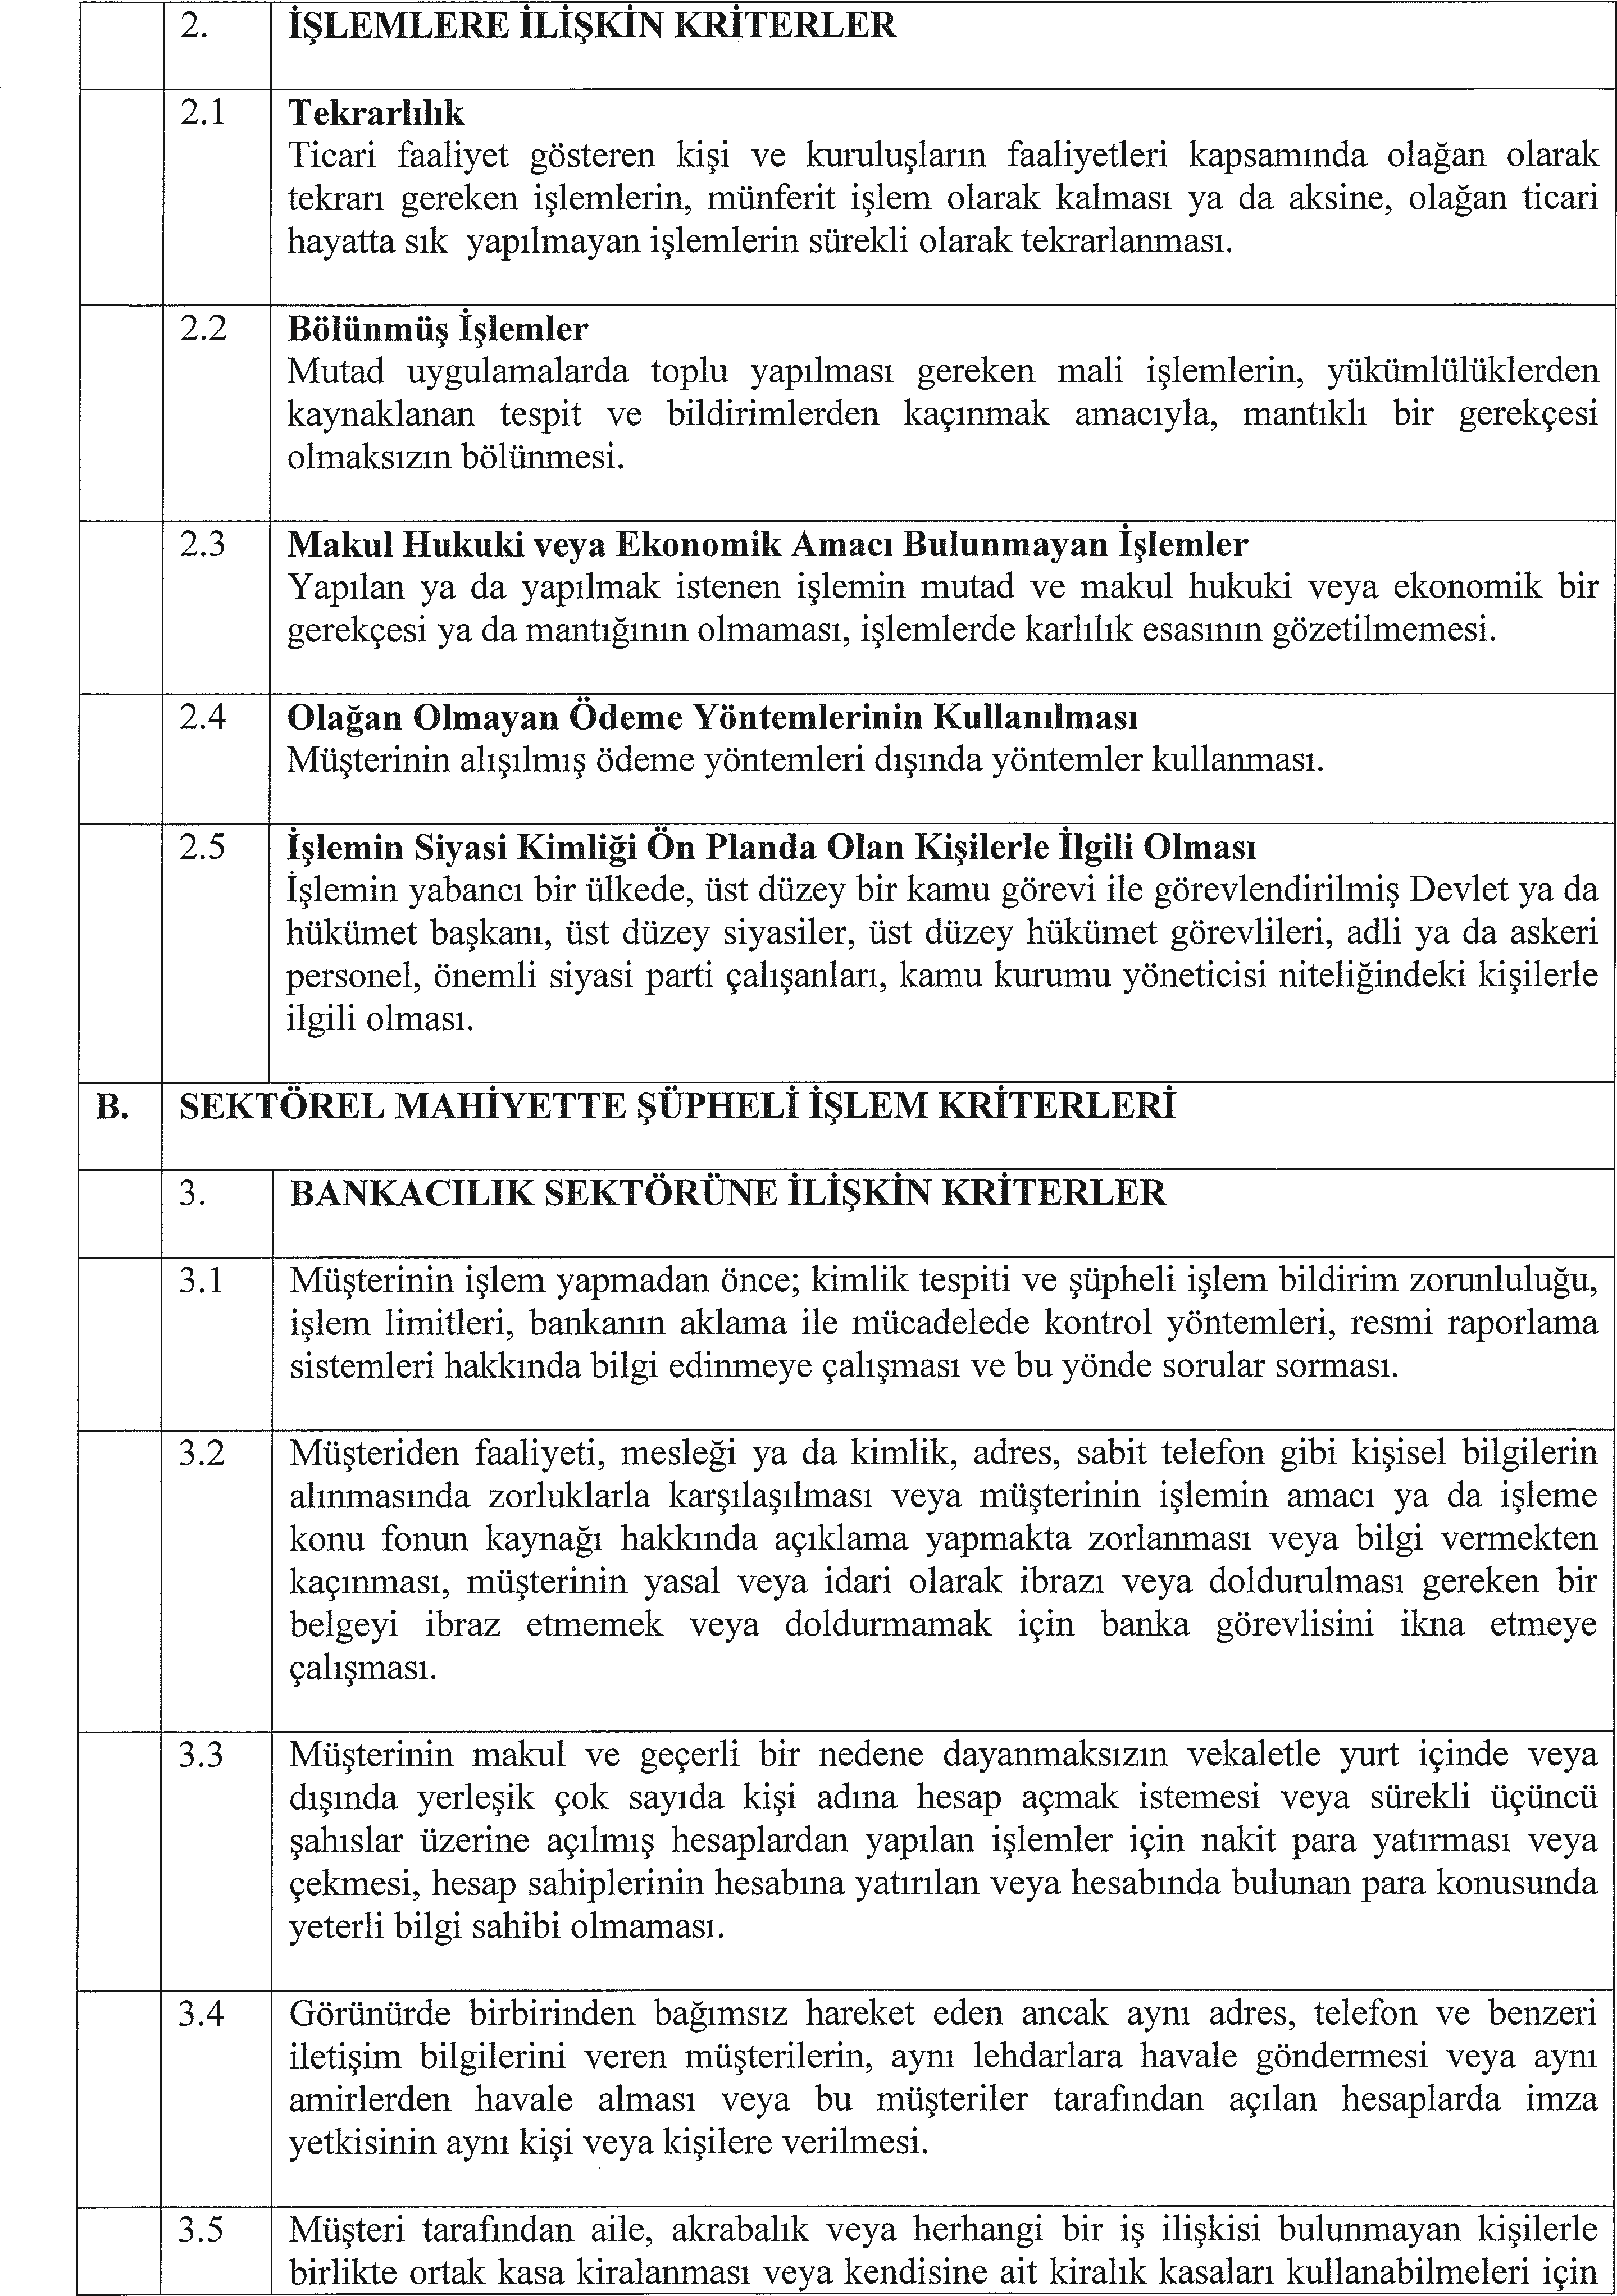 2. İŞLEMLERE İLİŞKİN KRİTERLER
2.1 Tekrarlılık
Ticari faaliyet gösteren kişi ve kuruluşların faaliyetleri kapsamında olağan olarak
tekrarı gereken işlemlerin, münferit işlem olarak kalması ya da aksine, olağan ticari
hayatta sık yapılmayan işlemlerin sürekli olarak tekrarlanması.
2.2 Bölünmüş İşlemler
Mutad uygulamalarda toplu yapılması gereken mali işlemlerin, yükümlülüklerden
kaynaklanan tespit ve bildirimlerden kaçınmak amacıyla, mantıklı bir gerekçesi
olmaksızın bölünmesi.
2.3 Makul Hukuki veya Ekonomik Amacı Bulunmayan İşlemler
Yapılan ya da yapılmak istenen işlemin mutad ve makul hukuki veya ekonomik bir
gerekçesi ya da mantığının olmaması, işlemlerde karlılık esasının gözetilmemesi.
2.4 Olağan Olmayan Ödeme Yöntemlerinin Kullanılması
Müşterinin alışılmış ödeme yöntemleri dışında yöntemler kullanması.
2.5 İşlemin Siyasi Kimliği Ön Planda Olan Kişilerle İlgili Olması
İşlemin yabancı bir ülkede, üst düzey bir kamu görevi ile görevlendirilmiş Devlet ya da
hükümet başkanı, üst düzey siyasiler, üst düzey hükümet görevlileri, adli ya da askeri
personel, önemli siyasi parti çalışanları, kamu kurumu yöneticisi niteliğindeki kişilerle
ilgili olması.
B. SEKTÖREL MAHİYETTE ŞÜPHELİ İŞLEM KRİTERLERİ
3. BANKACILIK SEKTÖRÜNE İLİŞKİN KRİTERLER
3.1 Müşterinin işlem yapmadan önce; kimlik tespiti ve şüpheli işlem bildirim zorunluluğu,
işlem limitleri, bankanın aklama ile mücadelede kontrol yöntemleri, resmi raporlama
sistemleri hakkında bilgi edinmeye çalışması ve bu yönde sorular sorması.
3.2 Müşteriden faaliyeti, mesleği ya da kimlik, adres, sabit telefon gibi kişisel bilgilerin
alınmasında zorluklarla karşılaşılması veya müşterinin işlemin amacı ya da işleme
konu fonun kaynağı hakkında açıklama yapmakta zorlanması veya bilgi vermekten
kaçınması, müşterinin yasal veya idari olarak ibrazı veya doldurulması gereken bir
belgeyi ibraz etmemek veya doldurmamak için banka görevlisini ikna etmeye
çalışması.
3.3 Müşterinin makul ve geçerli bir nedene dayanmaksızın vekaletle yurt içinde veya
dışında yerleşik çok sayıda kişi adına hesap açmak istemesi veya sürekli üçüncü
şahıslar üzerine açılmış hesaplardan yapılan işlemler için nakit para yatırması veya
çekmesi, hesap sahiplerinin hesabına yatırılan veya hesabında bulunan para konusunda
yeterli bilgi sahibi olmaması.
3.4 Görünürde birbirinden bağımsız hareket eden ancak aynı adres, telefon ve benzeri
iletişim bilgilerini veren müşterilerin, aynı lehdarlara havale göndermesi veya aynı
amirlerden havale alması veya bu müşteriler tarafından açılan hesaplarda imza
yetkisinin aynı kişi veya kişilere verilmesi.
3.5 Müşteri tarafından aile, akrabalık veya herhangi bir iş ilişkisi bulunmayan kişilerle
birlikte ortak kasa kiralanması veya kendisine ait kiralık kasaları kullanabilmeleri için